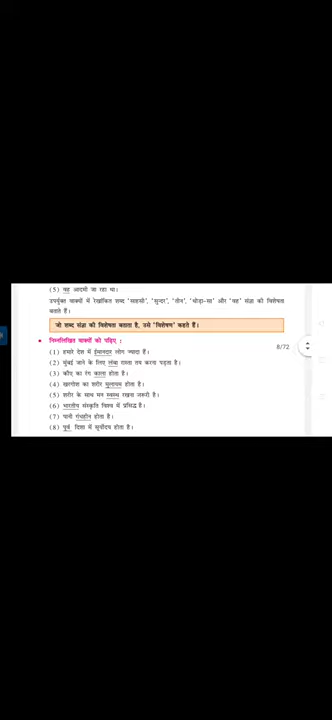 (5) वह आदमी जा रहा था।
उपर्युक्त वाक्यों में रेखांकित शब्द 'साहसी', 'सुन्दर', 'तीन', 'थोड़ा-सा' और 'वह' संज्ञा की विशेषता
बताते हैं।
जो शब्द संज्ञा की विशेषता बताता है, उसे 'विशेषण' कहते हैं।
• निम्नलिखित वाक्यों को पढ़िए :
8/72
(1) हमारे देश में ईमानदार लोग ज्यादा हैं।
(2) मुंबई जाने के लिए लंबा रास्ता तय करना पड़ता है।
(3) कौए का रंग काला होता है।
(4) खरगोश का शरीर मुलायम होता है।
(5) शरीर के साथ मन स्वस्थ रखना जरूरी है।
(6) भारतीय संस्कृति विश्व में प्रसिद्ध है।
(7) पानी गंधहीन होता है।
(8) पूर्व दिशा में सूर्योदय होता है।